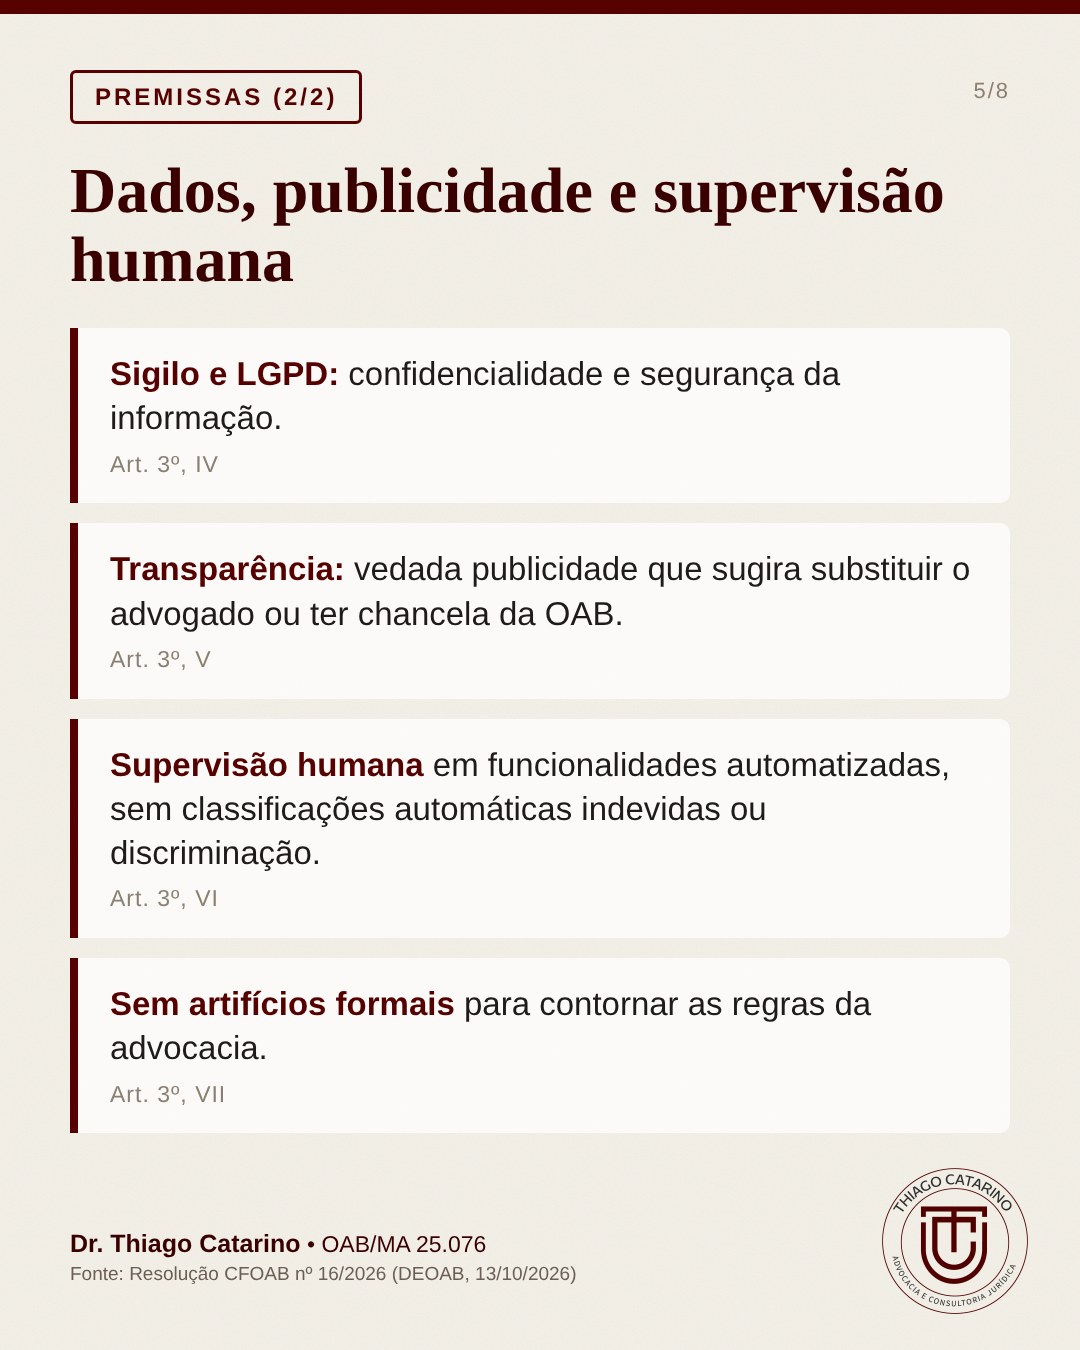 PREMISSAS (2/2)
5/8
Dados, publicidade e supervisão
humana
Sigilo e LGPD: confidencialidade e segurança da
informação.
Art. 3º, IV
Transparência: vedada publicidade que sugira substituir o
advogado ou ter chancela da OAB.
Art. 3º, V
Supervisão humana em funcionalidades automatizadas,
sem classificações automáticas indevidas ou
discriminação.
Art. 3º, VI
Sem artifícios formais para contornar as regras da
advocacia.
Art. 3º, VII
Dr. Thiago Catarino • OAB/MA 25.076
Fonte: Resolução CFOAB nº 16/2026 (DEOAB, 13/10/2026)
THIAGO CATARINO
ADVOCACIA E CONSULTORIA JURÍDICA